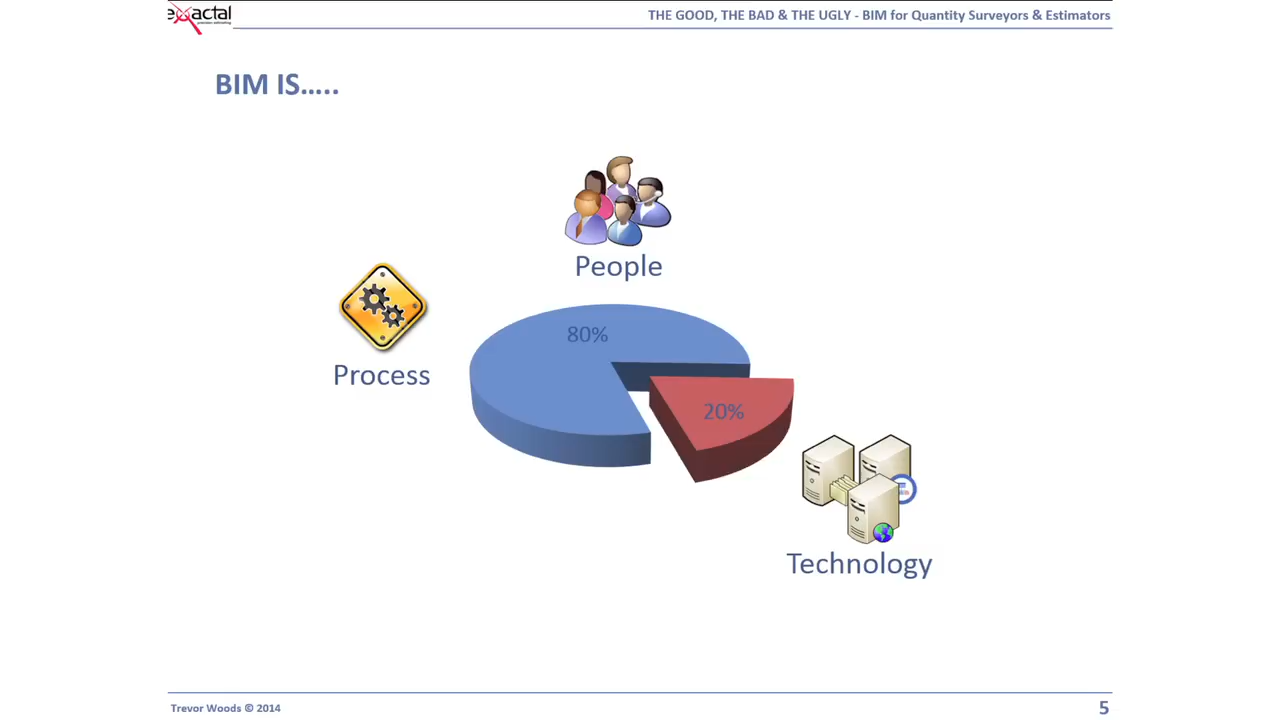 exactal
THE GOOD, THE BAD & THE UGLY - BIM for Quantity Surveyors & Estimators
BIM IS.....
People
Process
80%
20%
Technology
Trevor Woods © 2014
5